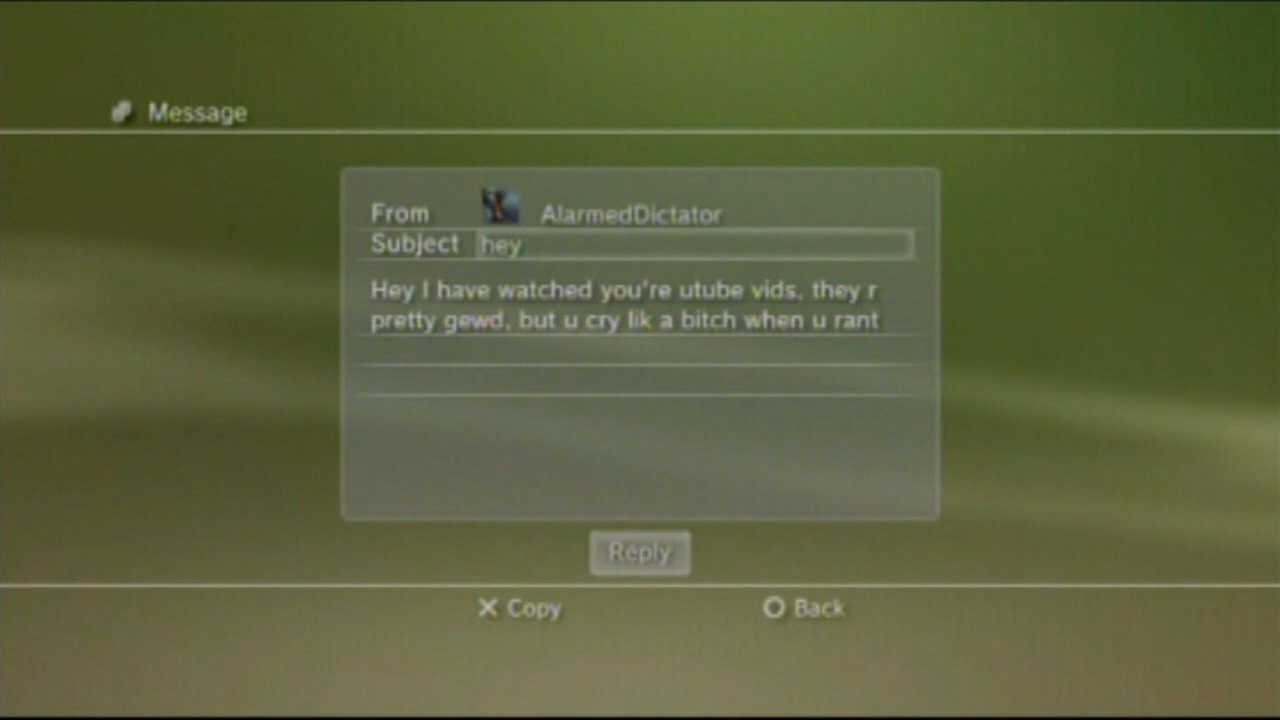 Message
From AlarmedDictator
Subject hey
Hey I have watched you're utube vids, they r
pretty gewd, but u cry lik a bitch when u rant
Reply
X Copy
O Back